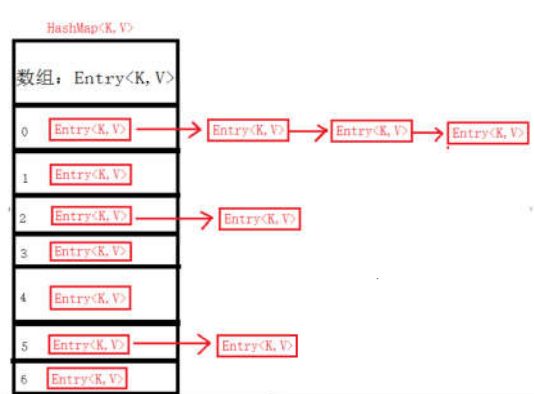 HashMap<K,V>
数组：Entry<K,V>
0 Entry<K,V> Entry<K,V> Entry<K,V> Entry<K,V>
1 Entry<K,V>
2 Entry<K,V> Entry<K,V>
3 Entry<K,V>
4 Entry<K,V>
5 Entry<K,V> Entry<K,V>
6 Entry<K,V>